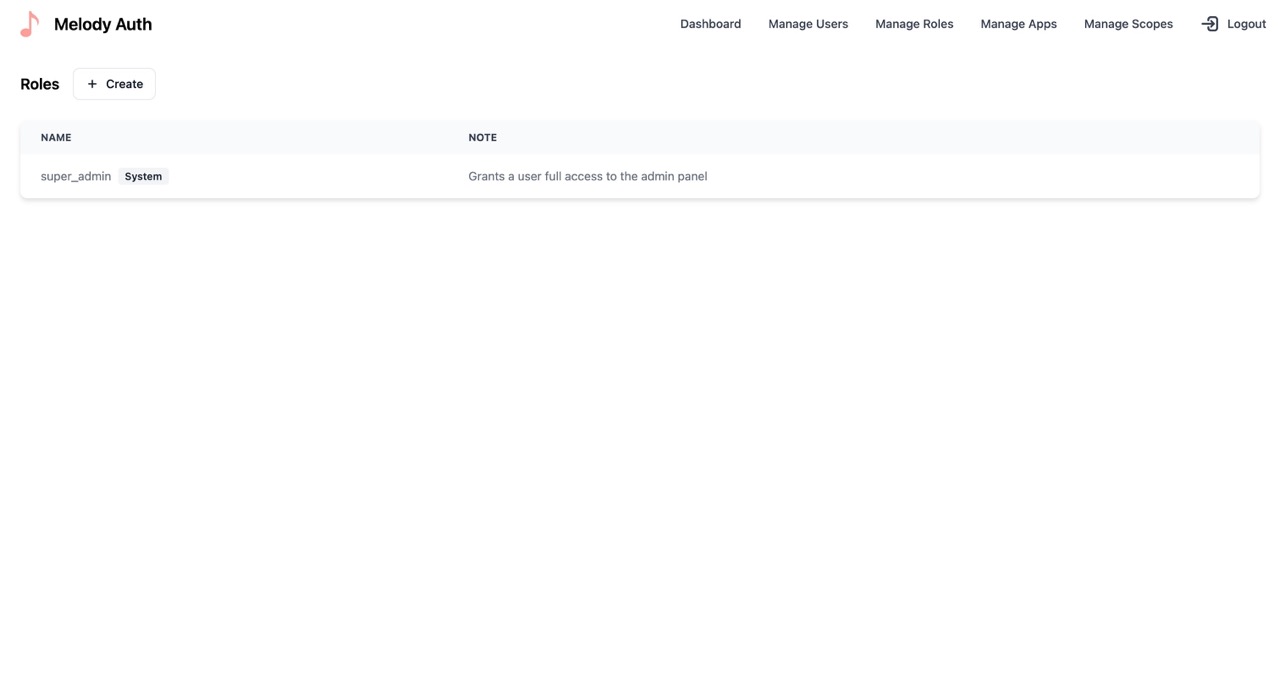 Melody Auth
Dashboard Manage Users Manage Roles Manage Apps Manage Scopes Logout
Roles + Create
NAME NOTE
super_admin System Grants a user full access to the admin panel